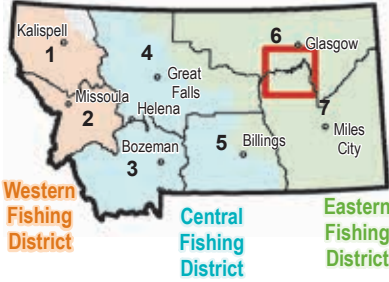 Kalispell
1
4
6
Glasgow
Great
Falls
Missoula
2
Helena
7
Miles
City
Bozeman
3
5
Billings
Western
Fishing
District
Central
Fishing
District
Eastern
Fishing
District